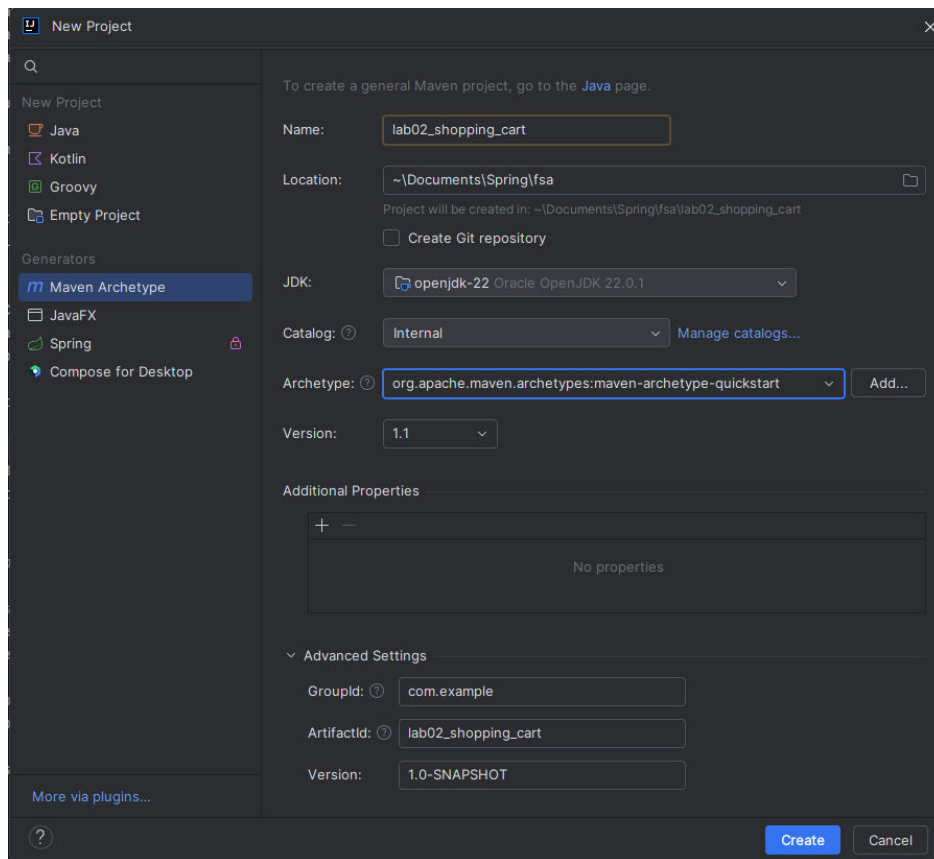 New Project
New Project
Java
Kotlin
Groovy
Empty Project
Generators
Maven Archetype
JavaFX
Spring
Compose for Desktop
More via plugins...
To create a general Maven project, go to the Java page.
Name: lab02_shopping_cart
Location: ~\Documents\Spring\fsa
Project will be created in: ~\Documents\Spring\fsa\lab02_shopping_cart
Create Git repository
JDK: openjdk-22 Oracle OpenJDK 22.0.1
Catalog: ? Internal Manage catalogs...
Archetype: ? org.apache.maven.archetypes:maven-archetype-quickstart Add...
Version: 1.1
Additional Properties
No properties
Advanced Settings
GroupId: ? com.example
ArtifactId: ? lab02_shopping_cart
Version: 1.0-SNAPSHOT
? Create Cancel